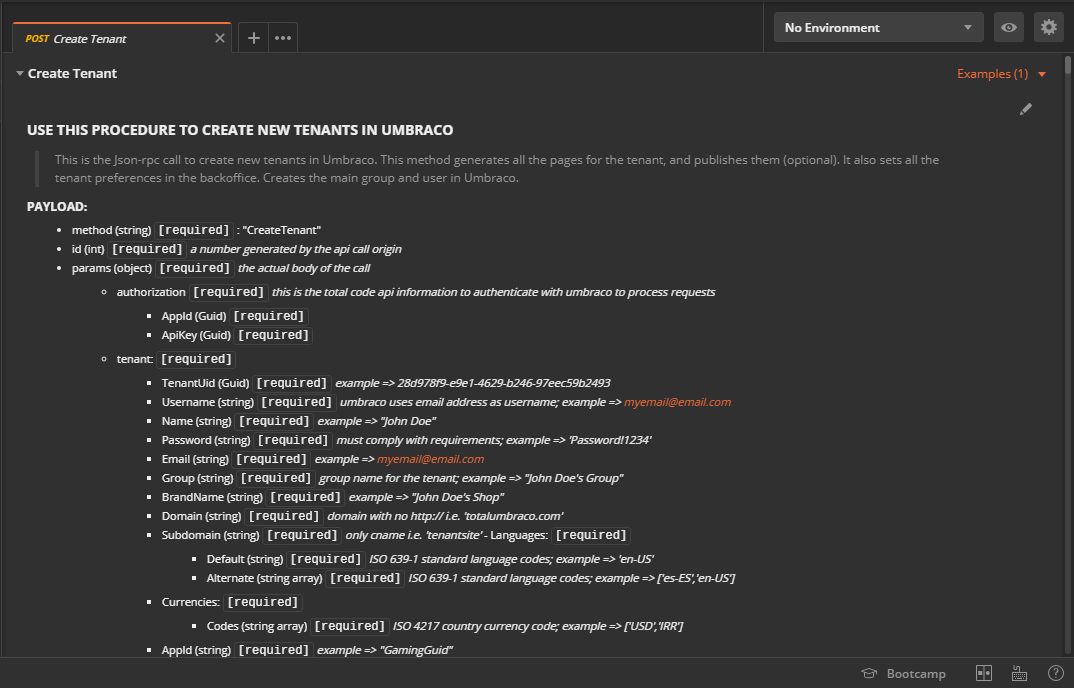 POST Create Tenant
No Environment
Create Tenant
Examples (1)
USE THIS PROCEDURE TO CREATE NEW TENANTS IN UMBRACO
This is the Json-rpc call to create new tenants in Umbraco. This method generates all the pages for the tenant, and publishes them (optional). It also sets all the
tenant preferences in the backoffice. Creates the main group and user in Umbraco.
PAYLOAD:
method (string) [required] : "CreateTenant"
id (int) [required] a number generated by the api call origin
params (object) [required] the actual body of the call
authorization [required] this is the total code api information to authenticate with umbraco to process requests
AppId (Guid) [required]
ApiKey (Guid) [required]
tenant: [required]
TenantUid (Guid) [required] example => 28d978f9-e9e1-4629-b246-97eec59b2493
Username (string) [required] umbraco uses email address as username; example => myemail@email.com
Name (string) [required] example => "John Doe"
Password (string) [required] must comply with requirements; example => 'Password!1234'
Email (string) [required] example => myemail@email.com
Group (string) [required] group name for the tenant; example => "John Doe's Group"
BrandName (string) [required] example => "John Doe's Shop"
Domain (string) [required] domain with no http:// i.e. 'totalumbraco.com'
Subdomain (string) [required] only cname i.e. 'tenantsite' - Languages: [required]
Default (string) [required] ISO 639-1 standard language codes; example => 'en-US'
Alternate (string array) [required] ISO 639-1 standard language codes; example => ['es-ES','en-US']
Currencies: [required]
Codes (string array) [required] ISO 4217 country currency code; example => ['USD','IRR']
AppId (string) [required] example => "GamingGuid"
Bootcamp